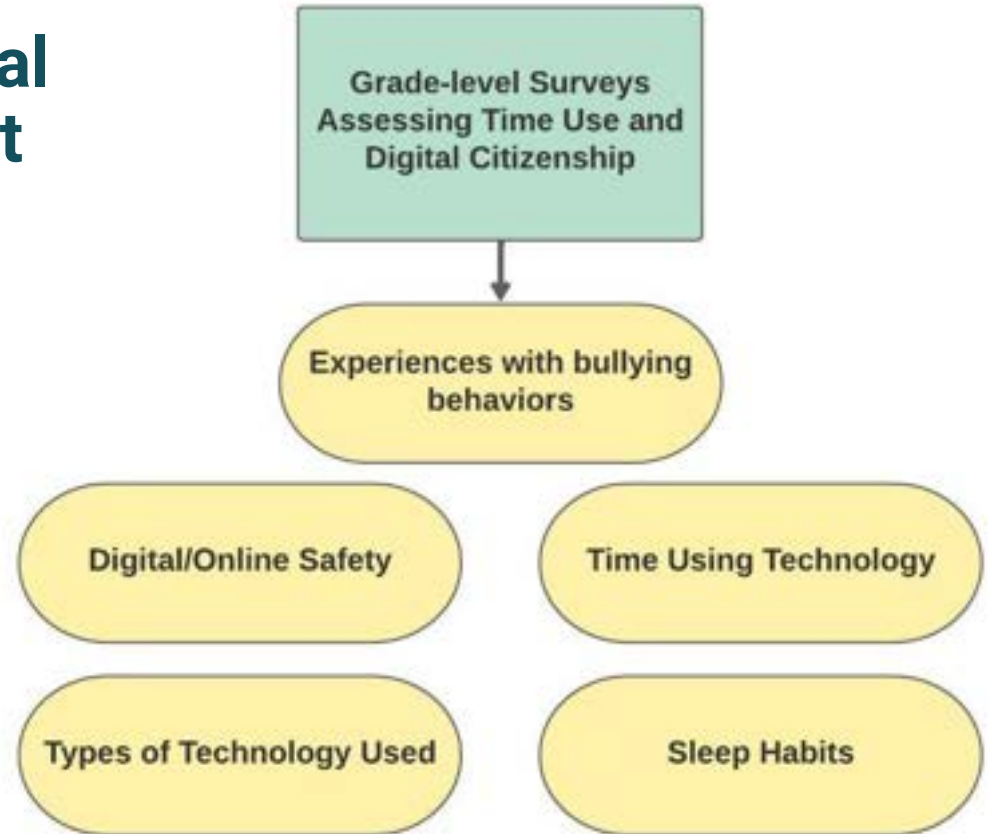 al
t
Grade-level Surveys
Assessing Time Use and
Digital Citizenship
Experiences with bullying
behaviors
Digital/Online Safety
Time Using Technology
Types of Technology Used
Sleep Habits